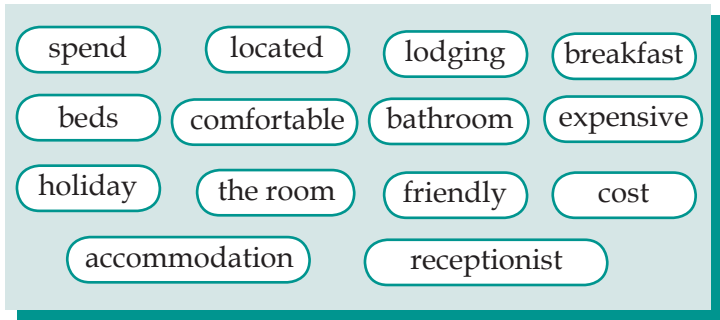 spend located lodging breakfast
beds comfortable bathroom expensive
holiday the room friendly cost
accommodation receptionist